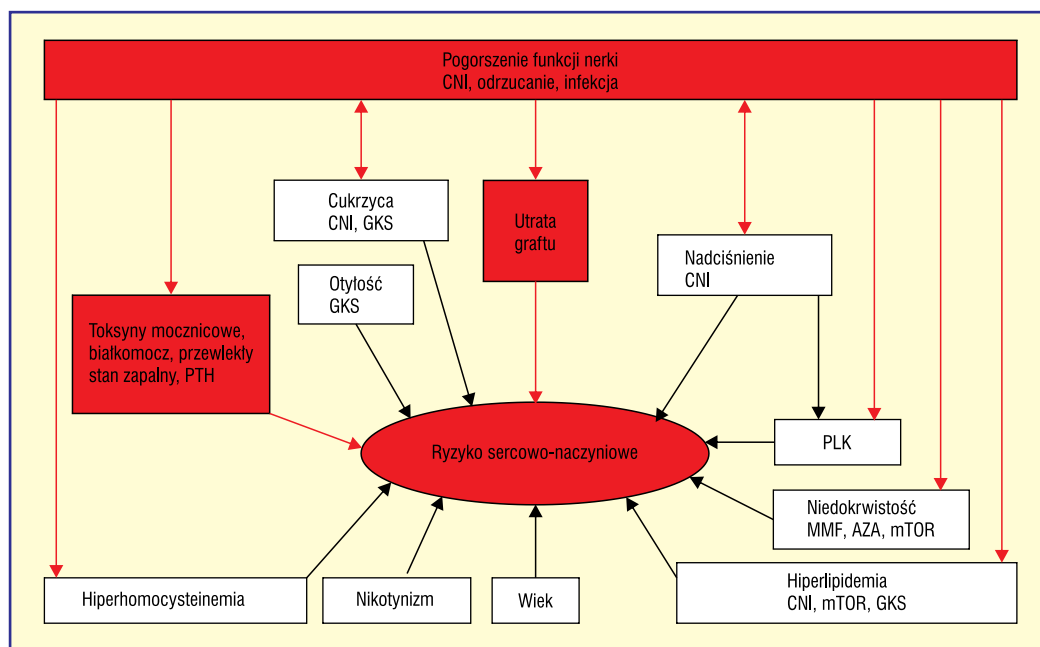 Pogorszenie funkcji nerki
CNI, odrzucanie, infekcja
Cukrzyca
CNI, GKS
Utrata
graftu
Nadciśnienie
CNI
Otyłość
GKS
Toksyny mocznicowe,
białkomocz, przewlekły
stan zapalny, PTH
Ryzyko sercowo-naczyniowe
PLK
Niedokrwistość
MMF, AZA, mTOR
Hiperhomocysteinemia
Nikotynizm
Wiek
Hiperlipidemia
CNI, mTOR, GKS